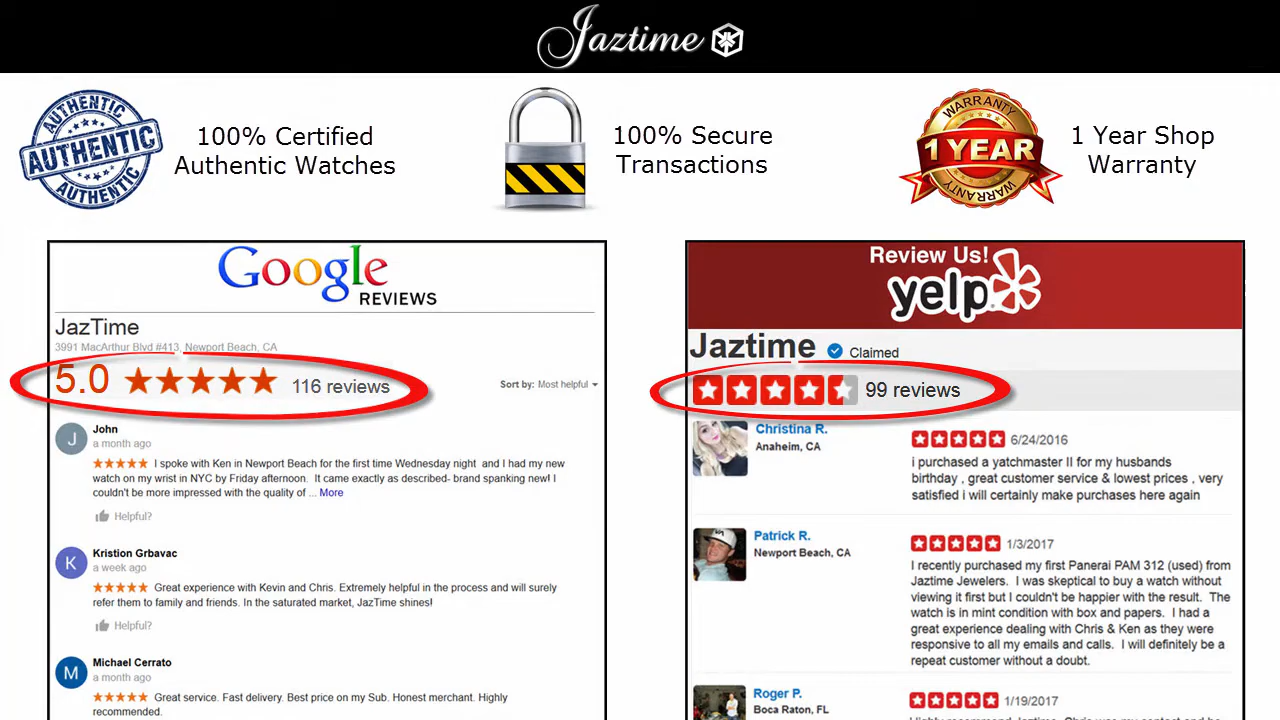 Jaztime
AUTHENTIC
AUTHENTIC
AUTHENTIC
100% Certified
Authentic Watches
100% Secure
Transactions
WARRANTY
1 YEAR
WARRANTY
1 Year Shop
Warranty
Google
REVIEWS
JazTime
3991 MacArthur Blvd #413, Newport Beach, CA
5.0 116 reviews
Sort by: Most helpful
J
John
a month ago
I spoke with Ken in Newport Beach for the first time Wednesday night and I had my new
watch on my wrist in NYC by Friday afternoon. It came exactly as described- brand spanking new! I
couldn't be more impressed with the quality of ... More
Helpful?
K
Kristion Grbavac
a week ago
Great experience with Kevin and Chris. Extremely helpful in the process and will surely
refer them to family and friends. In the saturated market, JazTime shines!
Helpful?
M
Michael Cerrato
a month ago
Great service. Fast delivery. Best price on my Sub. Honest merchant. Highly
recommended.
Review Us!
yelp
Jaztime Claimed
99 reviews
Christina R.
Anaheim, CA
6/24/2016
i purchased a yatchmaster II for my husbands
birthday , great customer service & lowest prices , very
satisfied i will certainly make purchases here again
Patrick R.
Newport Beach, CA
1/3/2017
I recently purchased my first Panerai PAM 312 (used) from
Jaztime Jewelers. I was skeptical to buy a watch without
viewing it first but I couldn't be happier with the result. The
watch is in mint condition with box and papers. I had a
great experience dealing with Chris & Ken as they were
responsive to all my emails and calls. I will definitely be a
repeat customer without a doubt.
Roger P.
Boca Raton, FL
1/19/2017
Highly recommend Jaztime. Chris was my contact and he